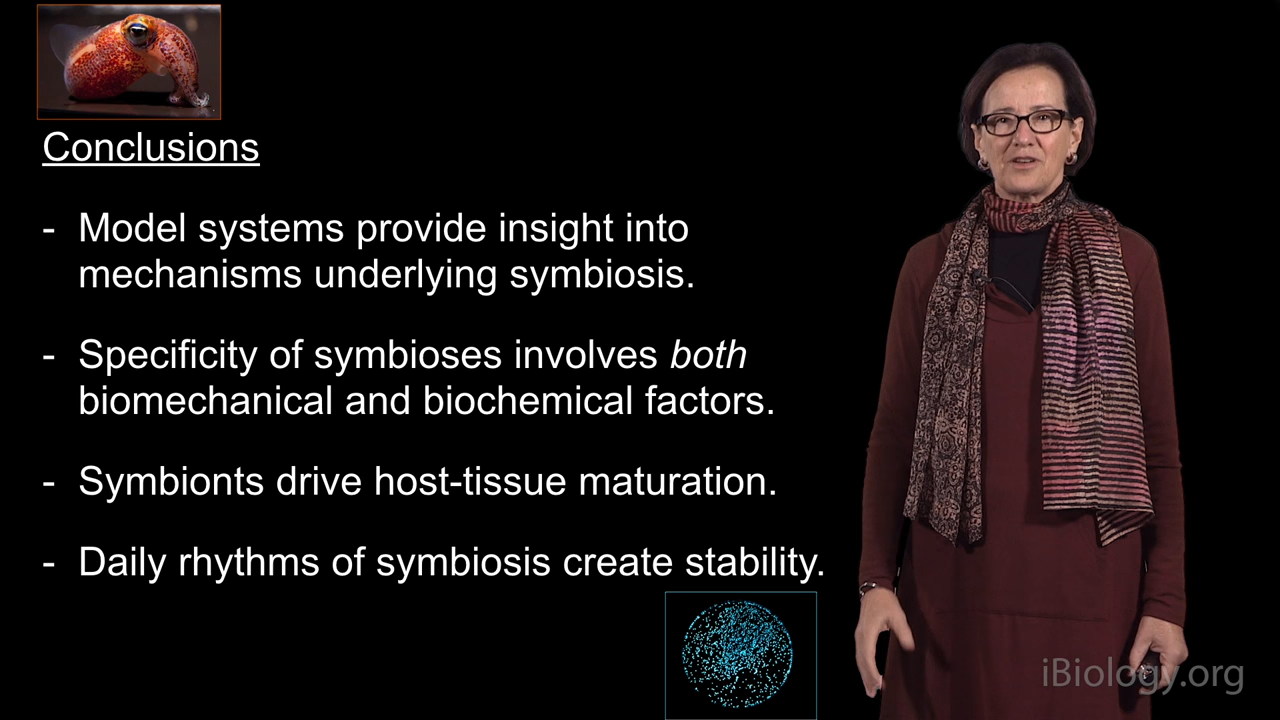 Conclusions
- Model systems provide insight into
mechanisms underlying symbiosis.
- Specificity of symbioses involves both
biomechanical and biochemical factors.
- Symbionts drive host-tissue maturation.
- Daily rhythms of symbiosis create stability.
iBiology.org